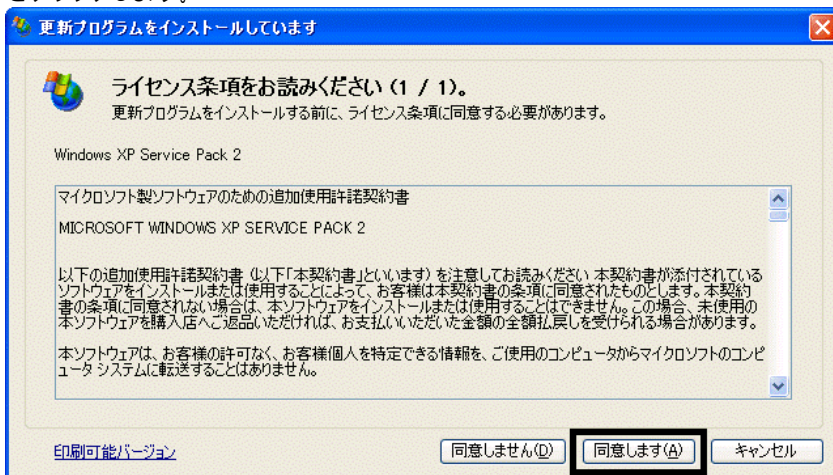 更新プログラムをインストールしています
ライセンス条項をお読みください (1 / 1)。
更新プログラムをインストールする前に、ライセンス条項に同意する必要があります。
Windows XP Service Pack 2
マイクロソフト製ソフトウェアのための追加使用許諾契約書
MICROSOFT WINDOWS XP SERVICE PACK 2
以下の追加使用許諾契約書 (以下「本契約書」といいます) を注意してお読みください 本契約書が添付されている
ソフトウェアをインストールまたは使用することによって、お客様は本契約書の条項に同意されたものとします。本契約
書の条項に同意されない場合は、本ソフトウェアをインストールまたは使用することはできません。この場合、未使用の
本ソフトウェアを購入店へご返品いただければ、お支払いいただいた金額の全額払戻しを受けられる場合があります。
本ソフトウェアは、お客様の許可なく、お客様個人を特定できる情報を、ご使用のコンピュータからマイクロソフトのコンピ
ュータ システムに転送することはありません。
印刷可能バージョン 同意しません(D) 同意します(A) キャンセル